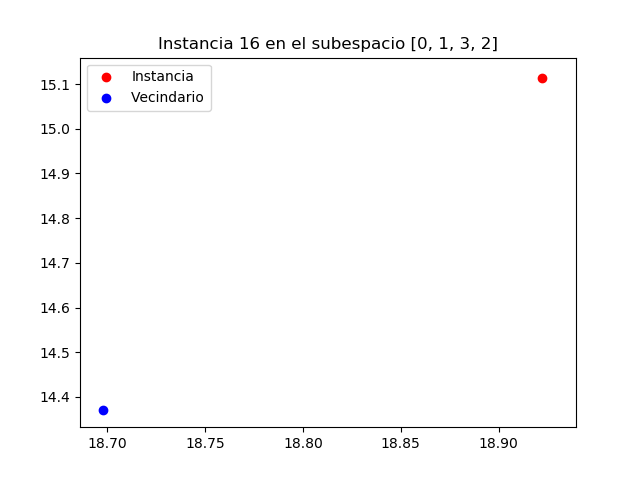 Instancia 16 en el subespacio [0, 1, 3, 2]
Instancia
Vecindario
15.1
15.0
14.9
14.8
14.7
14.6
14.5
14.4
18.70 18.75 18.80 18.85 18.90